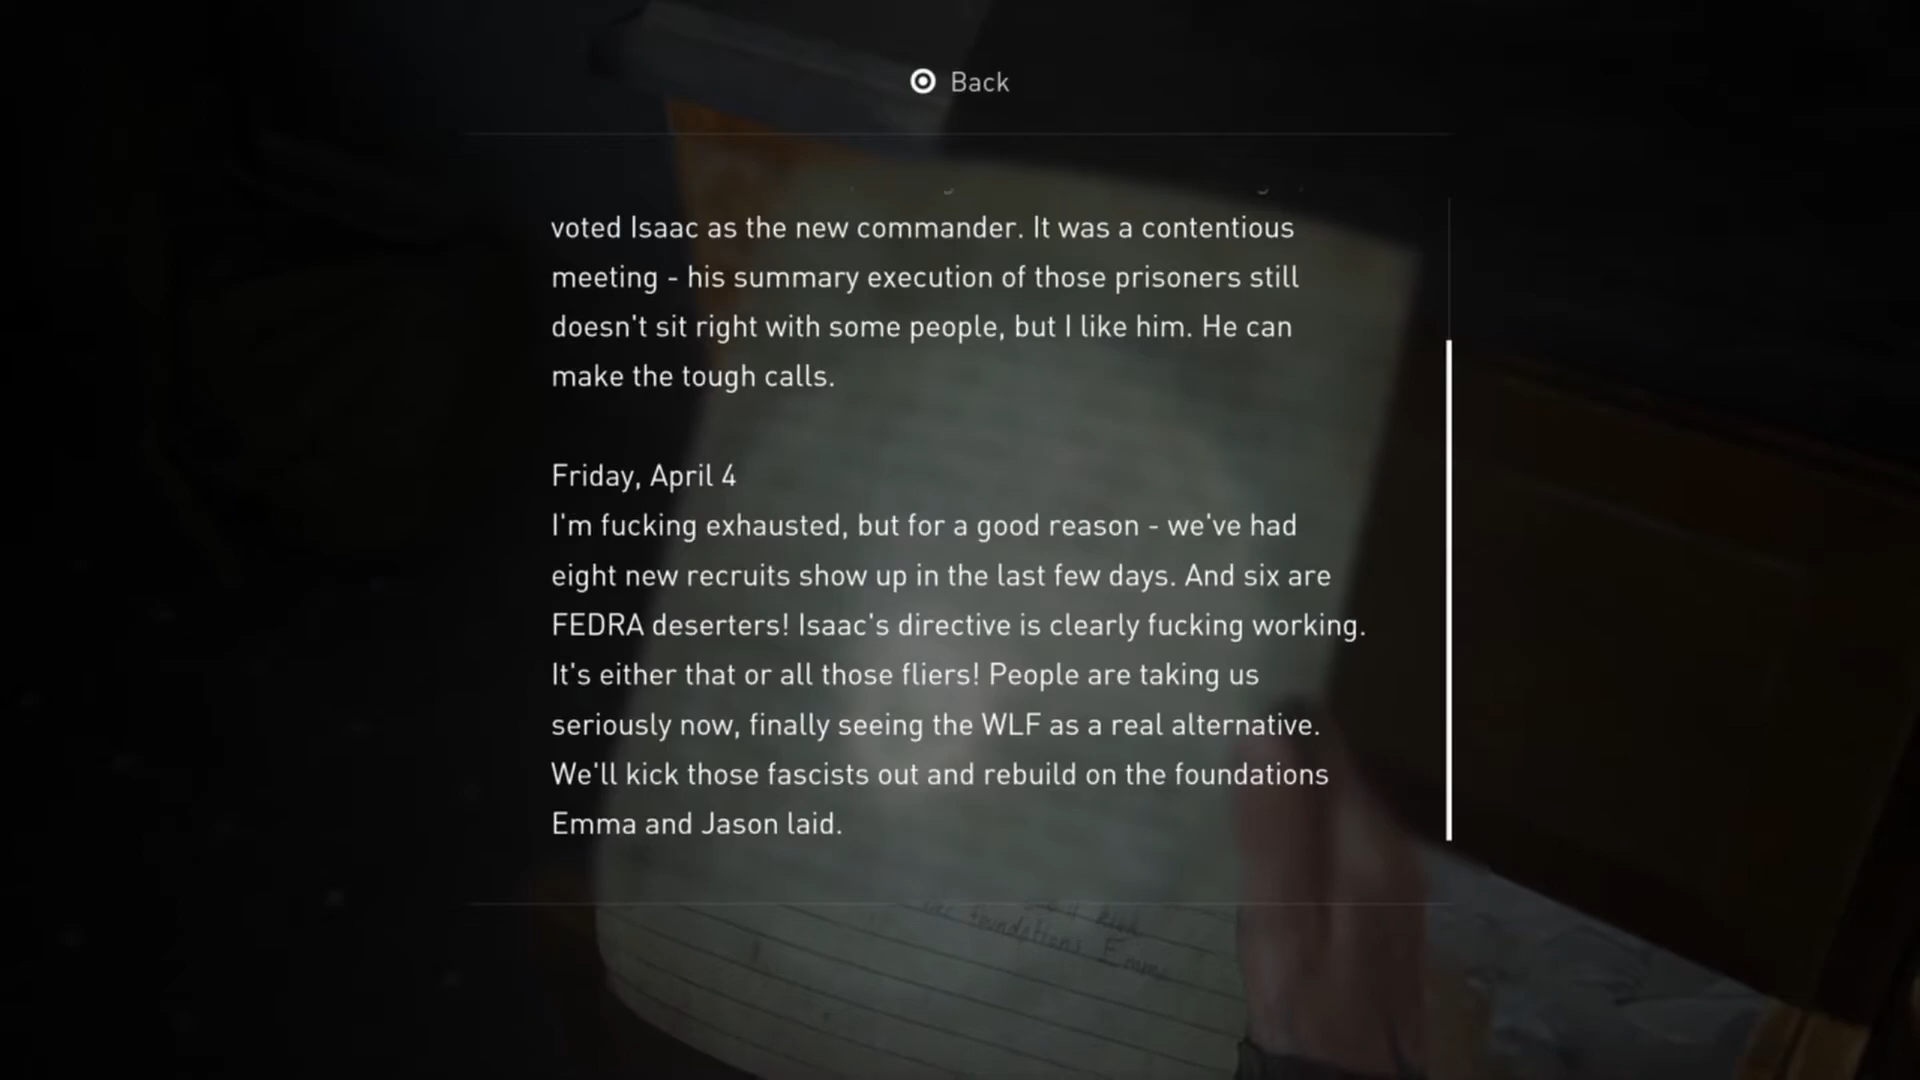 Back
voted Isaac as the new commander. It was a contentious
meeting - his summary execution of those prisoners still
doesn't sit right with some people, but I like him. He can
make the tough calls.
Friday, April 4
I'm fucking exhausted, but for a good reason - we've had
eight new recruits show up in the last few days. And six are
FEDRA deserters! Isaac's directive is clearly fucking working.
It's either that or all those fliers! People are taking us
seriously now, finally seeing the WLF as a real alternative.
We'll kick those fascists out and rebuild on the foundations
Emma and Jason laid.
foundations Emma